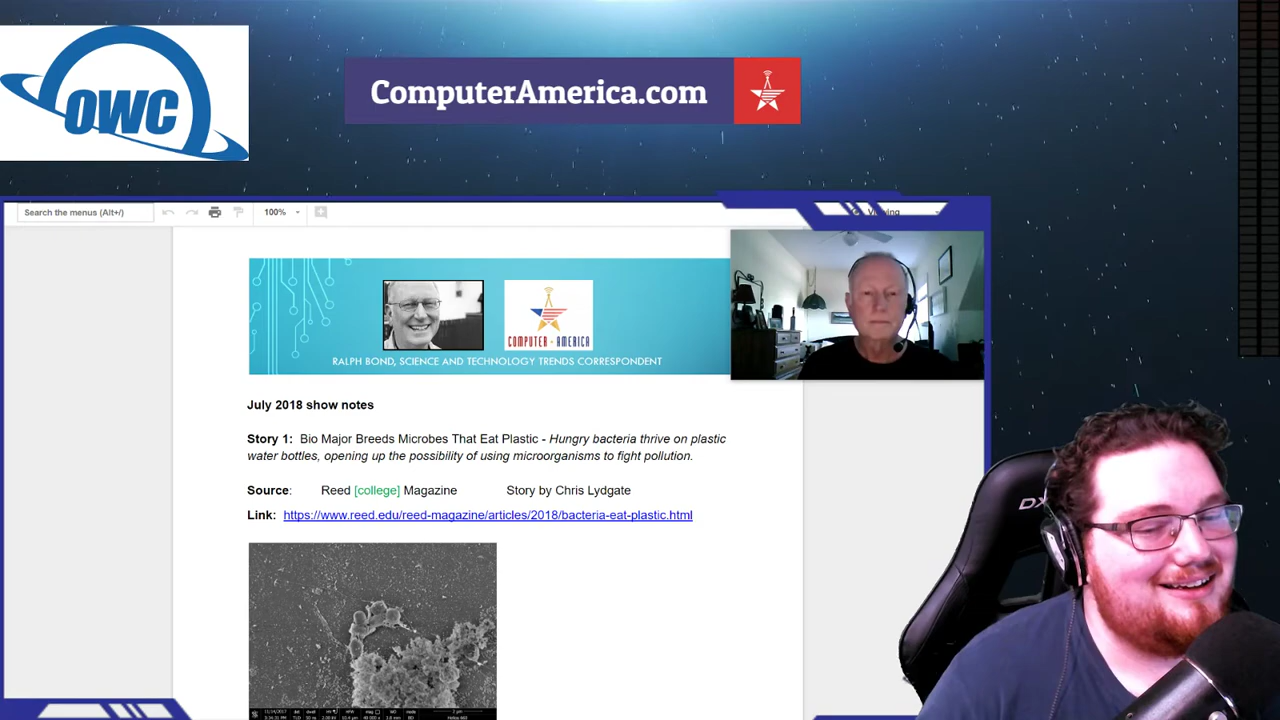 OWC
ComputerAmerica.com
Search the menus (Alt+/)
100%
COMPUTER AMERICA
RALPH BOND, SCIENCE AND TECHNOLOGY TRENDS CORRESPONDENT
July 2018 show notes
Story 1: Bio Major Breeds Microbes That Eat Plastic - Hungry bacteria thrive on plastic
water bottles, opening up the possibility of using microorganisms to fight pollution.
Source: Reed [college] Magazine Story by Chris Lydgate
Link: https://www.reed.edu/reed-magazine/articles/2018/bacteria-eat-plastic.html
DX